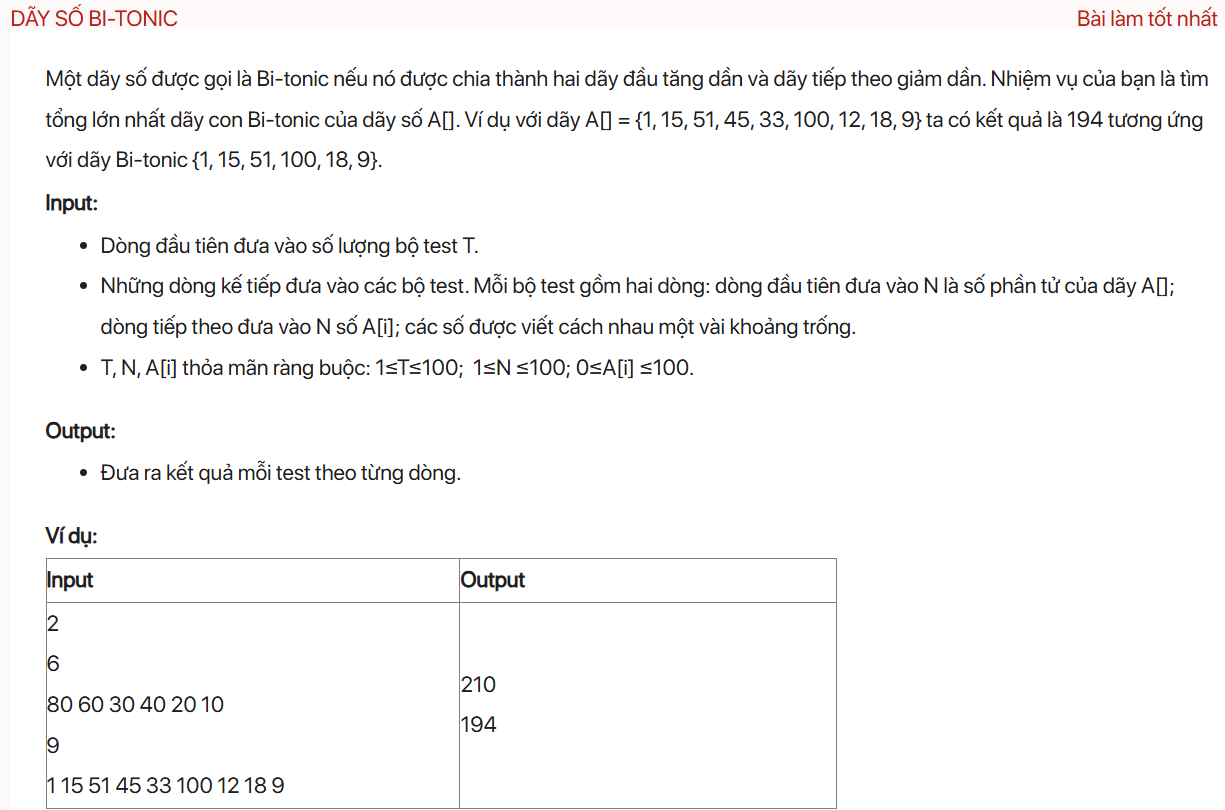 DÃY SỐ BI-TONIC
Bài làm tốt nhất
Một dãy số được gọi là Bi-tonic nếu nó được chia thành hai dãy đầu tăng dần và dãy tiếp theo giảm dần. Nhiệm vụ của bạn là tìm
tổng lớn nhất dãy con Bi-tonic của dãy số A[]. Ví dụ với dãy A[] = {1, 15, 51, 45, 33, 100, 12, 18, 9} ta có kết quả là 194 tương ứng
với dãy Bi-tonic {1, 15, 51, 100, 18, 9}.
Input:
• Dòng đầu tiên đưa vào số lượng bộ test T.
• Những dòng kế tiếp đưa vào các bộ test. Mỗi bộ test gồm hai dòng: dòng đầu tiên đưa vào N là số phần tử của dãy A[];
dòng tiếp theo đưa vào N số A[i]; các số được viết cách nhau một vài khoảng trống.
• T, N, A[i] thỏa mãn ràng buộc: 1≤T≤100; 1≤N ≤100; 0≤A[i] ≤100.
Output:
• Đưa ra kết quả mỗi test theo từng dòng.
Ví dụ:
Input
Output
2
6
80 60 30 40 20 10
9
1 15 51 45 33 100 12 18 9
210
194